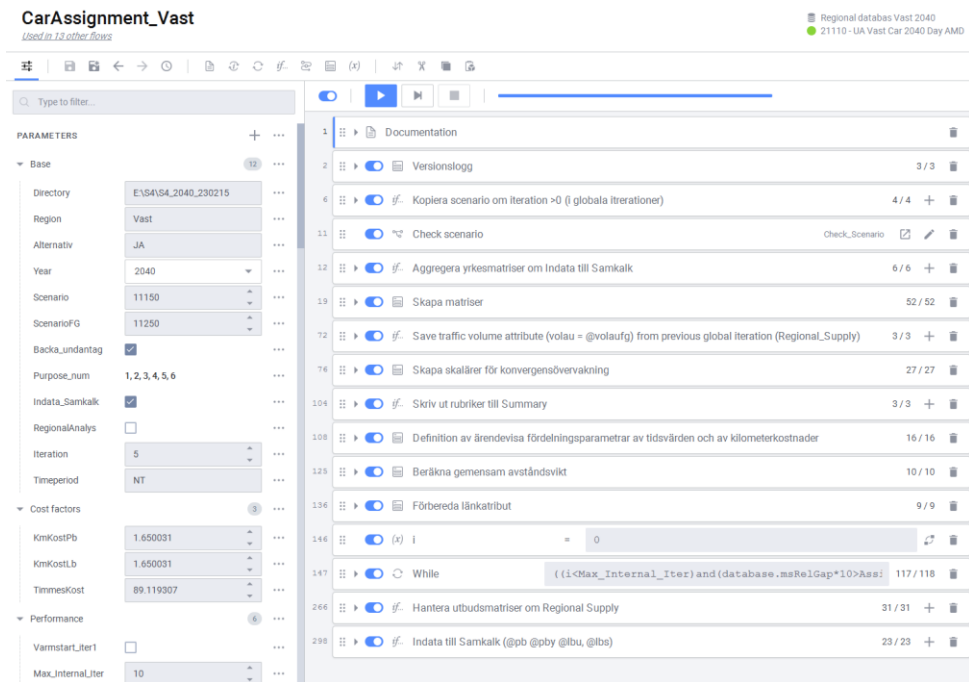 CarAssignment_Vast
Used in 13 other flows
Regional databas Vast 2040
21110 - UA Vast Car 2040 Day AMD
if...
(x)
Type to filter...
PARAMETERS
Base 12
Directory E:\S4\S4_2040_230215
Region Vast
Alternativ JA
Year 2040
Scenario 11150
ScenarioFG 11250
Backa_undantag
Purpose_num 1, 2, 3, 4, 5, 6
Indata_Samkalk
RegionalAnalys
Iteration 5
Timeperiod NT
Cost factors 3
KmKostPb 1.650031
KmKostLb 1.650031
TimmesKost 89.119307
Performance 6
Varmstart_iter1
Max_Internal_Iter 10
1 Documentation
2 Versionslogg 3 / 3
6 if... Kopiera scenario om iteration >0 (i globala itrerationer) 4 / 4
11 Check scenario Check_Scenario
12 if... Aggregera yrkesmatriser om Indata till Samkalk 6 / 6
19 Skapa matriser 52 / 52
72 if... Save traffic volume attribute (volau = @volaufg) from previous global iteration (Regional_Supply) 3 / 3
76 Skapa skalärer för konvergensövervakning 27 / 27
104 if... Skriv ut rubriker till Summary 3 / 3
108 Definition av ärendevisa fördelningsparametrar av tidsvärden och av kilometerkostnader 16 / 16
125 Beräkna gemensam avståndsvikt 10 / 10
136 Förbereda länkatribut 9 / 9
146 (x) i = 0
147 While ((i<Max_Internal_Iter)and(database.msRelGap*10>Assi 117 / 118
266 if... Hantera utbudsmatriser om Regional Supply 31 / 31
298 if... Indata till Samkalk (@pb @pby @lbu, @lbs) 23 / 23